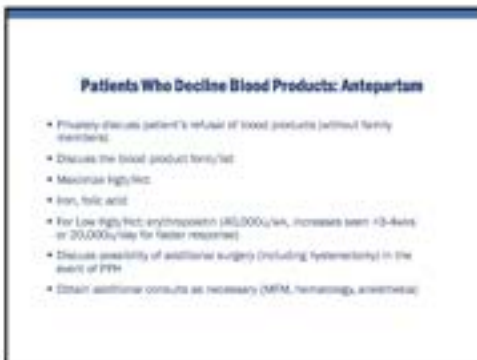 Patients Who Decline Blood Products: Antepartum
• Privately discuss patient's refusal of blood products (without family
members)
• Discuss the blood product form/list
• Maximize Hgb/Hct
• Iron, folic acid
• For Low Hgb/Hct: erythropoietin (40,000u/wk, increases seen
or 20,000u/day for faster response)
• Discuss possibility of additional surgery (including hysterectomy) in the
event of PPH
• Obtain additional consults as necessary (MFM, hematology, anesthesia)